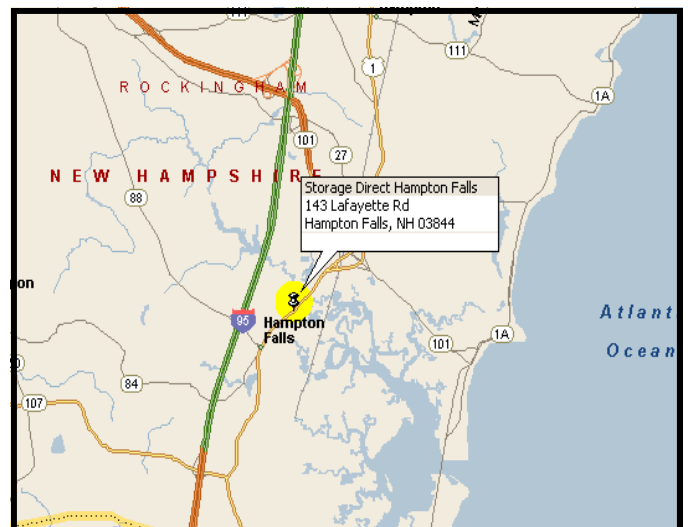 111
M
1
111
1A
ROCKINGHAM
101
27
NEW HAMPSHIRE
88
Storage Direct Hampton Falls
143 Lafayette Rd
Hampton Falls, NH 03844
on
95
Hampton
Falls
Atlant
Ocean
1A
101
84
107